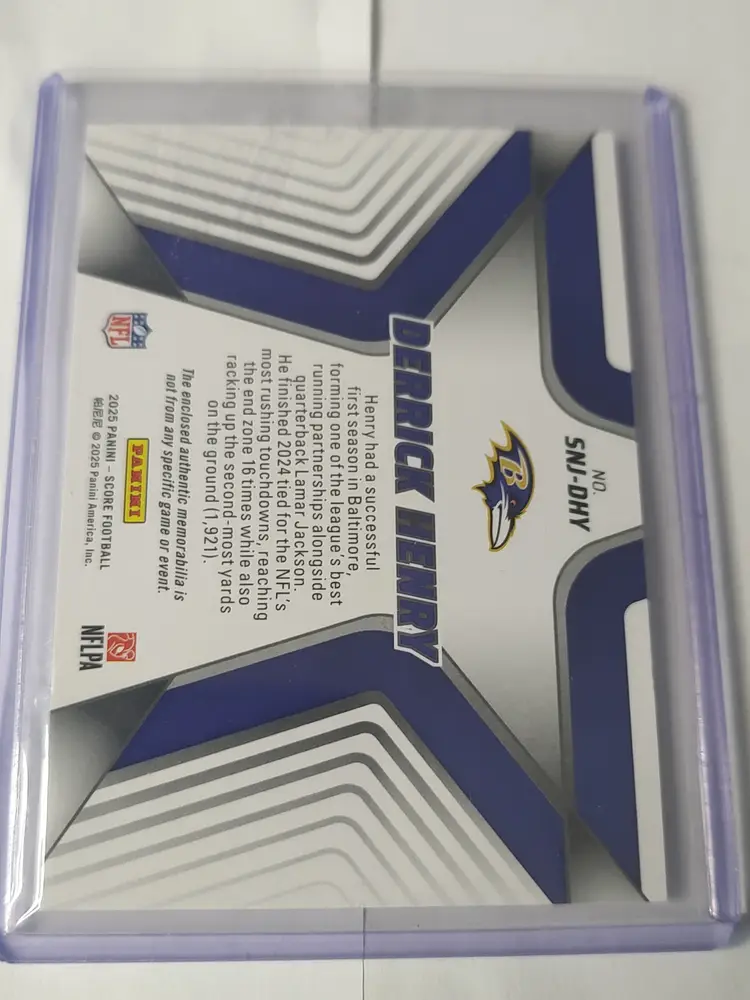 NO.
SNJ-DHY
B
DERRICK HENRY
Henry had a successful
first season in Baltimore,
forming one of the league's best
running partnerships alongside
quarterback Lamar Jackson.
He finished 2024 tied for the NFL's
most rushing touchdowns, reaching
the end zone 16 times while also
racking up the second-most yards
on the ground (1,921).
The enclosed authentic memorabilia is
not from any specific game or event.
PANINI
2025 PANINI – SCORE FOOTBALL
帕尼尼 © 2025 Panini America, Inc.
NFL
NFLPA